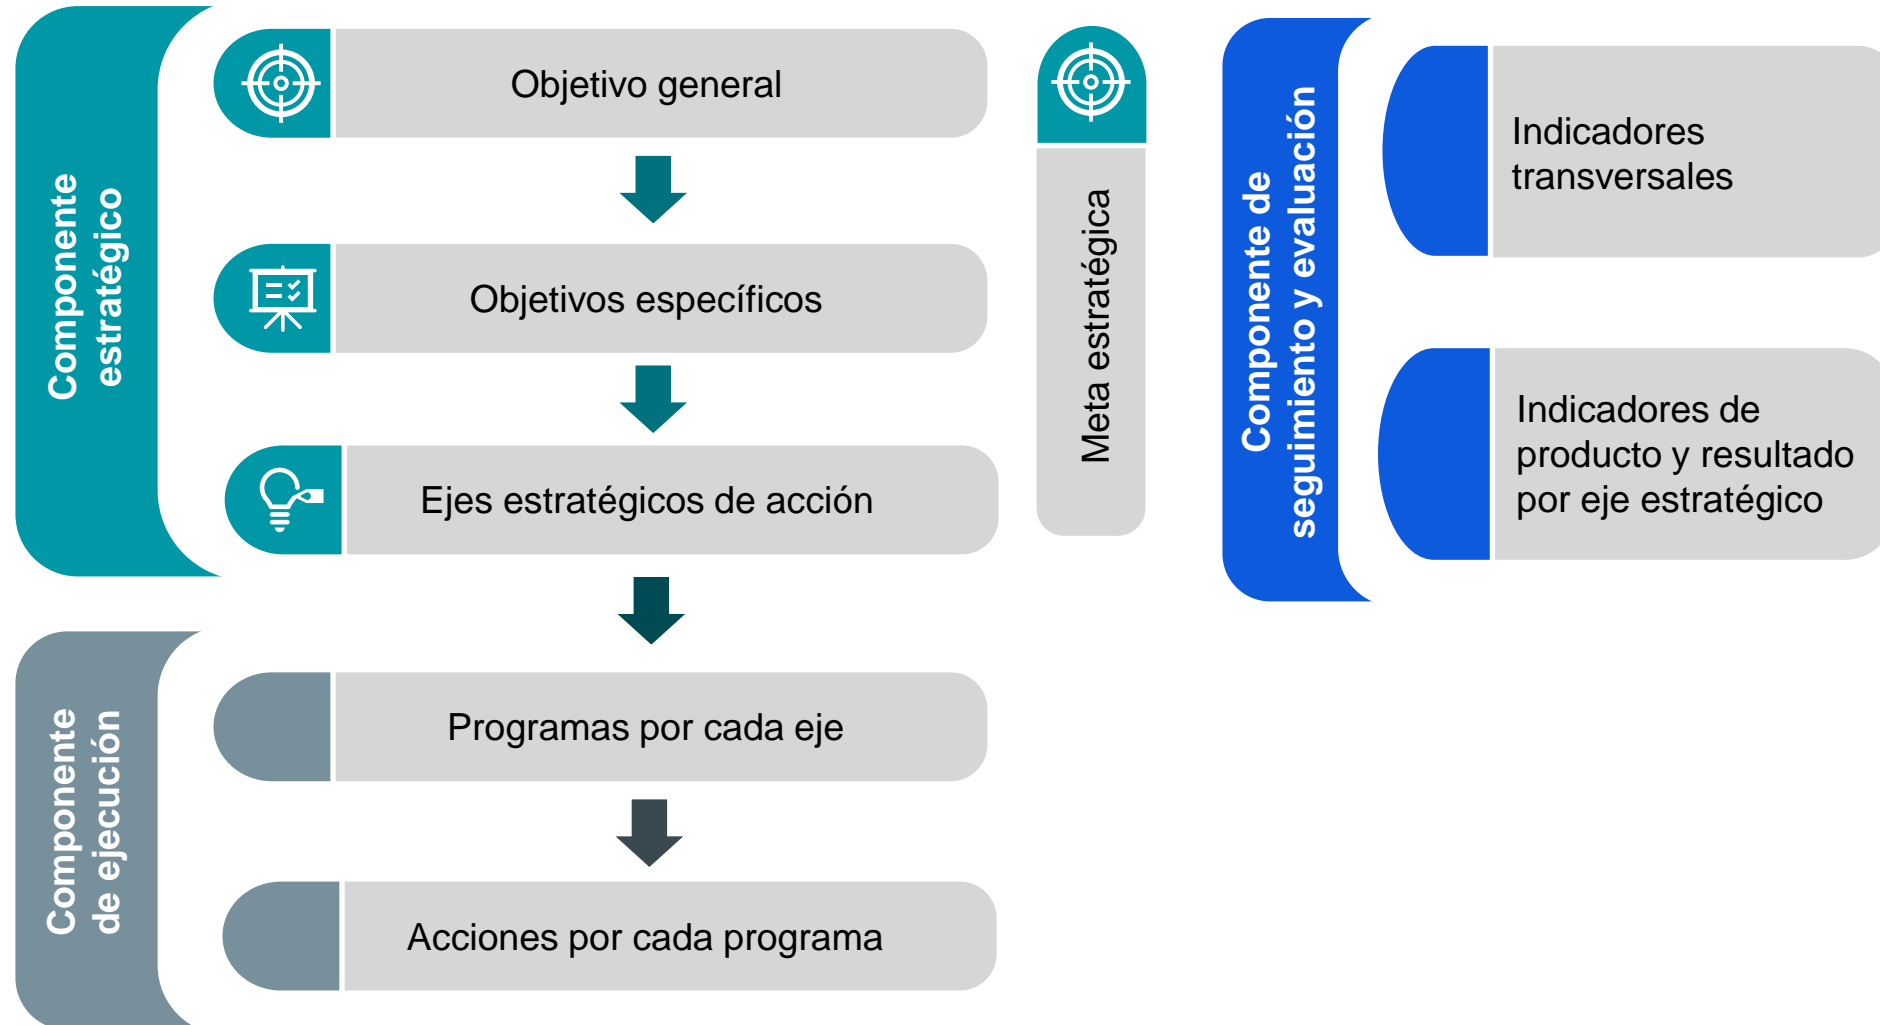 Componente
estratégico
Objetivo general
Objetivos específicos
Ejes estratégicos de acción
Meta estratégica
Componente
de ejecución
Programas por cada eje
Acciones por cada programa
Componente de
seguimiento y evaluación
Indicadores
transversales
Indicadores de
producto y resultado
por eje estratégico